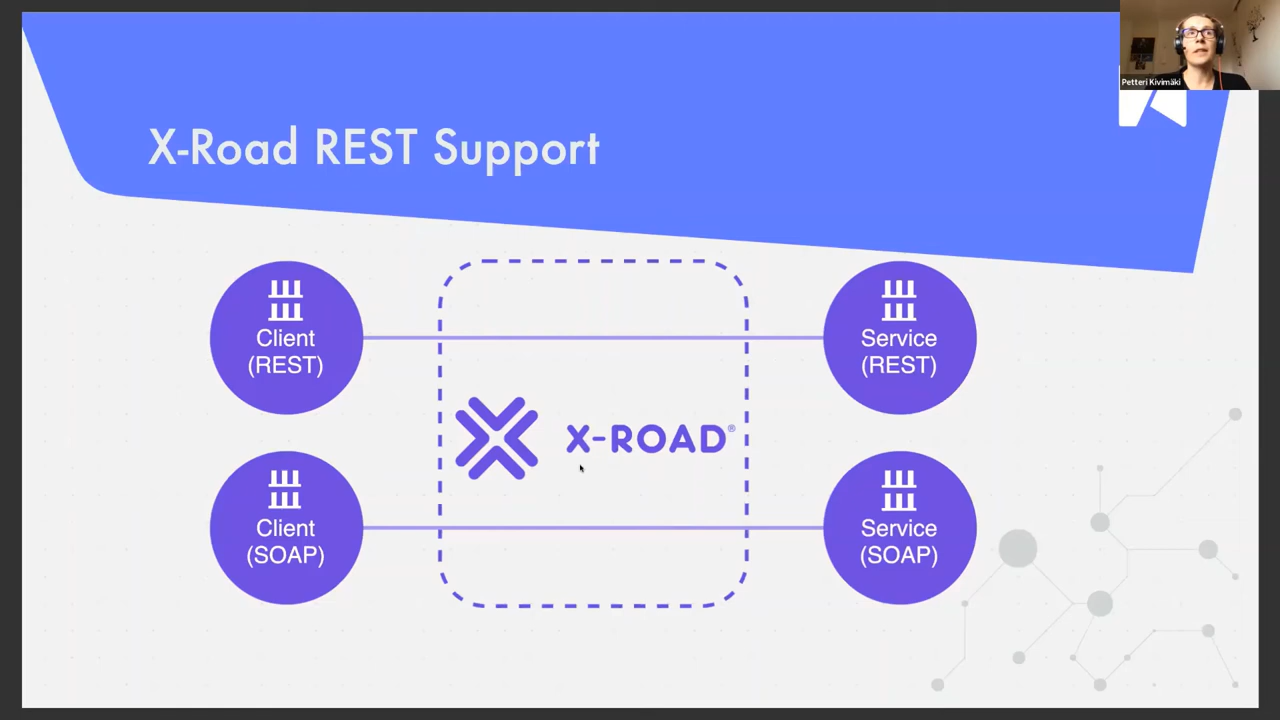 Petteri Kivimäki
X-Road REST Support
Client
(REST)
Service
(REST)
X-ROAD®
Client
(SOAP)
Service
(SOAP)